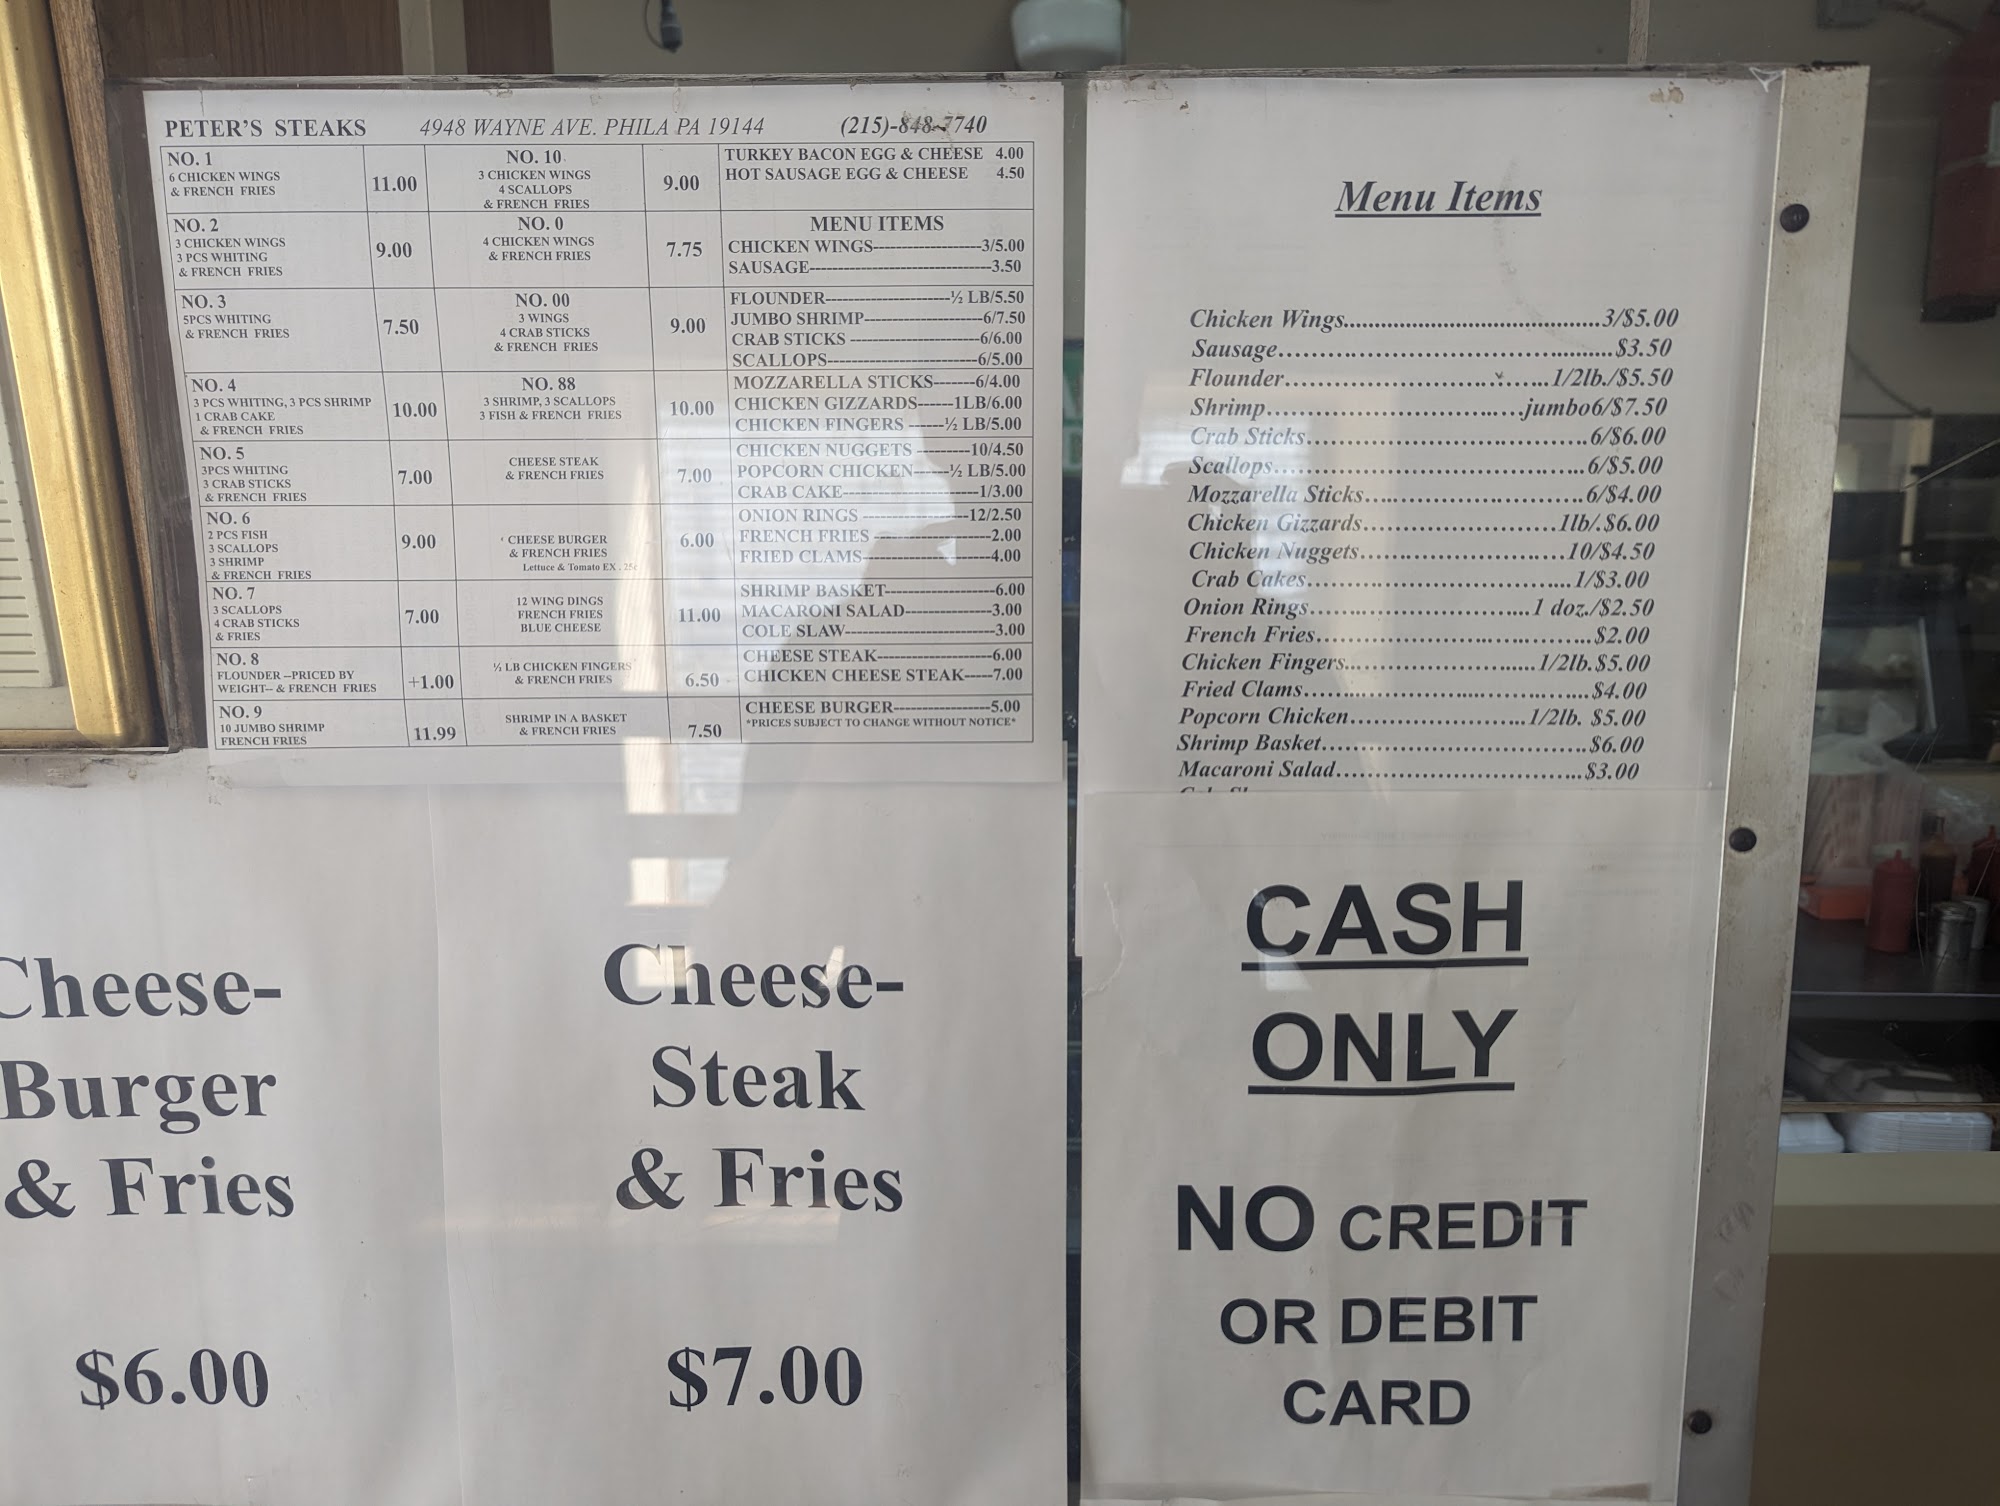 PETER'S STEAKS 4948 WAYNE AVE. PHILA PA 19144 (215)-848-7740
NO. 1
6 CHICKEN WINGS
& FRENCH FRIES
11.00
NO. 2
3 CHICKEN WINGS
3 PCS WHITING
& FRENCH FRIES
9.00
NO. 3
5PCS WHITING
& FRENCH FRIES
7.50
NO. 4
3 PCS WHITING, 3 PCS SHRIMP
1 CRAB CAKE
& FRENCH FRIES
10.00
NO. 5
3PCS WHITING
3 CRAB STICKS
& FRENCH FRIES
7.00
NO. 6
2 PCS FISH
3 SCALLOPS
3 SHRIMP
& FRENCH FRIES
9.00
NO. 7
3 SCALLOPS
4 CRAB STICKS
& FRIES
7.00
NO. 8
FLOUNDER --PRICED BY
WEIGHT-- & FRENCH FRIES
+1.00
NO. 9
10 JUMBO SHRIMP
FRENCH FRIES
11.99
NO. 10
3 CHICKEN WINGS
4 SCALLOPS
& FRENCH FRIES
9.00
NO. 0
4 CHICKEN WINGS
& FRENCH FRIES
7.75
NO. 00
3 WINGS
4 CRAB STICKS
& FRENCH FRIES
9.00
NO. 88
3 SHRIMP, 3 SCALLOPS
3 FISH & FRENCH FRIES
10.00
CHEESE STEAK
& FRENCH FRIES
7.00
CHEESE BURGER
& FRENCH FRIES
Lettuce & Tomato EX . 25¢
6.00
12 WING DINGS
FRENCH FRIES
BLUE CHEESE
11.00
½ LB CHICKEN FINGERS
& FRENCH FRIES
6.50
SHRIMP IN A BASKET
& FRENCH FRIES
7.50
TURKEY BACON EGG & CHEESE 4.00
HOT SAUSAGE EGG & CHEESE 4.50
MENU ITEMS
CHICKEN WINGS--------------------3/5.00
SAUSAGE----------------------------------3.50
FLOUNDER-----------------------½ LB/5.50
JUMBO SHRIMP----------------------6/7.50
CRAB STICKS ------------------------6/6.00
SCALLOPS----------------------------6/5.00
MOZZARELLA STICKS-------6/4.00
CHICKEN GIZZARDS------1LB/6.00
CHICKEN FINGERS ------½ LB/5.00
CHICKEN NUGGETS ---------10/4.50
POPCORN CHICKEN------½ LB/5.00
CRAB CAKE-------------------------1/3.00
ONION RINGS -------------------12/2.50
FRENCH FRIES ----------------------2.00
FRIED CLAMS------------------------4.00
SHRIMP BASKET--------------------6.00
MACARONI SALAD----------------3.00
COLE SLAW---------------------------3.00
CHEESE STEAK---------------------6.00
CHICKEN CHEESE STEAK-----7.00
CHEESE BURGER------------------5.00
*PRICES SUBJECT TO CHANGE WITHOUT NOTICE*
Menu Items
Chicken Wings..........................................3/$5.00
Sausage..................................................$3.50
Flounder........................................1/2lb./$5.50
Shrimp........................................jumbo6/$7.50
Crab Sticks...........................................6/$6.00
Scallops................................................6/$5.00
Mozzarella Sticks..................................6/$4.00
Chicken Gizzards..............................1lb/.$6.00
Chicken Nuggets................................10/$4.50
Crab Cakes..........................................1/$3.00
Onion Rings...................................1 doz./$2.50
French Fries...........................................$2.00
Chicken Fingers............................1/2lb.$5.00
Fried Clams............................................$4.00
Popcorn Chicken...........................1/2lb. $5.00
Shrimp Basket........................................$6.00
Macaroni Salad.....................................$3.00
Cheese-
Burger
& Fries
$6.00
Cheese-
Steak
& Fries
$7.00
CASH
ONLY
NO CREDIT
OR DEBIT
CARD